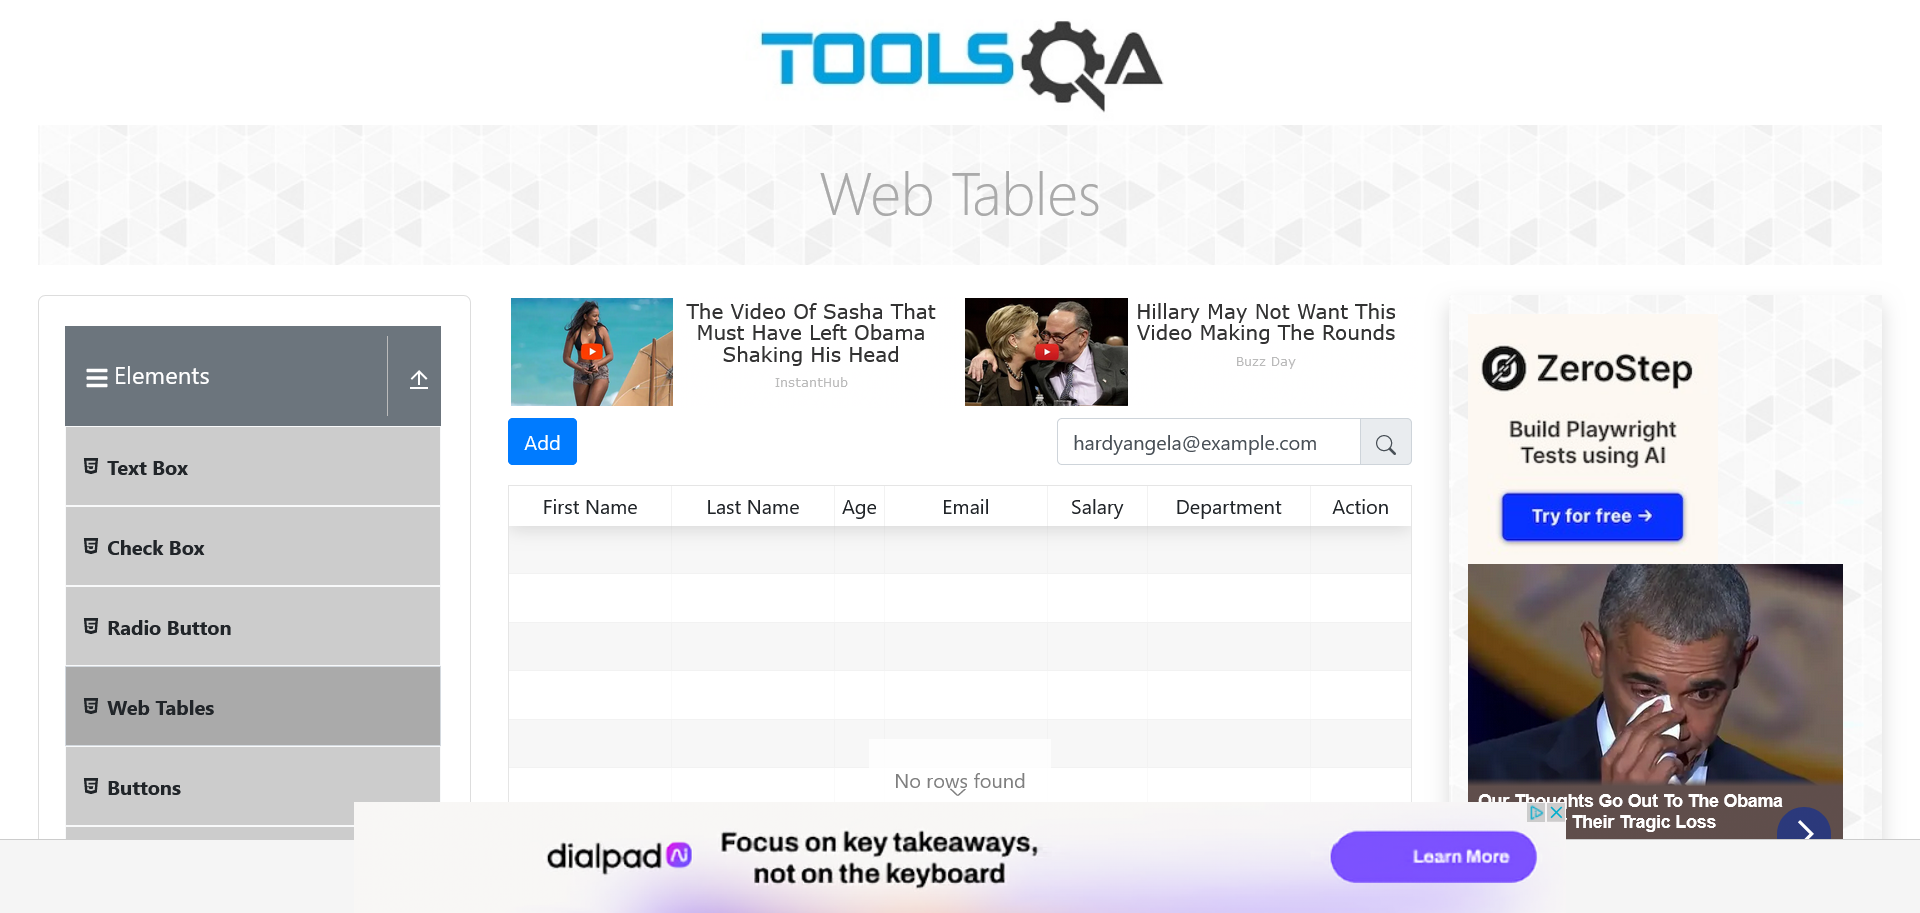 TOOLSQA
Web Tables
Elements
Text Box
Check Box
Radio Button
Web Tables
Buttons
The Video Of Sasha That
Must Have Left Obama
Shaking His Head
InstantHub
Hillary May Not Want This
Video Making The Rounds
Buzz Day
Add
hardyangela@example.com
First Name Last Name Age Email Salary Department Action
No rows found
ZeroStep
Build Playwright
Tests using AI
Try for free →
Our Thoughts Go Out To The Obama
Their Tragic Loss
dialpad Ai
Focus on key takeaways,
not on the keyboard
Learn More